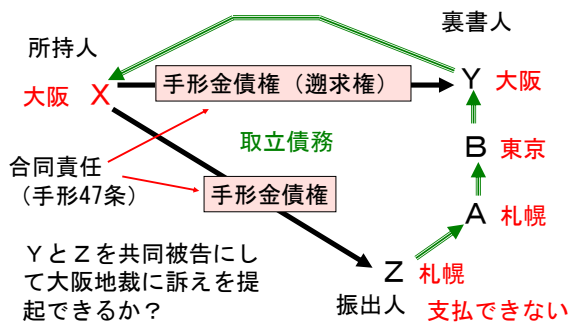 裏書人
所持人
大阪 X
手形金債権（遡求権）
Y 大阪
取立債務
B 東京
合同責任
（手形47条）
手形金債権
A 札幌
ＹとＺを共同被告にし
て大阪地裁に訴えを提
起できるか？
Z 札幌
振出人 支払できない